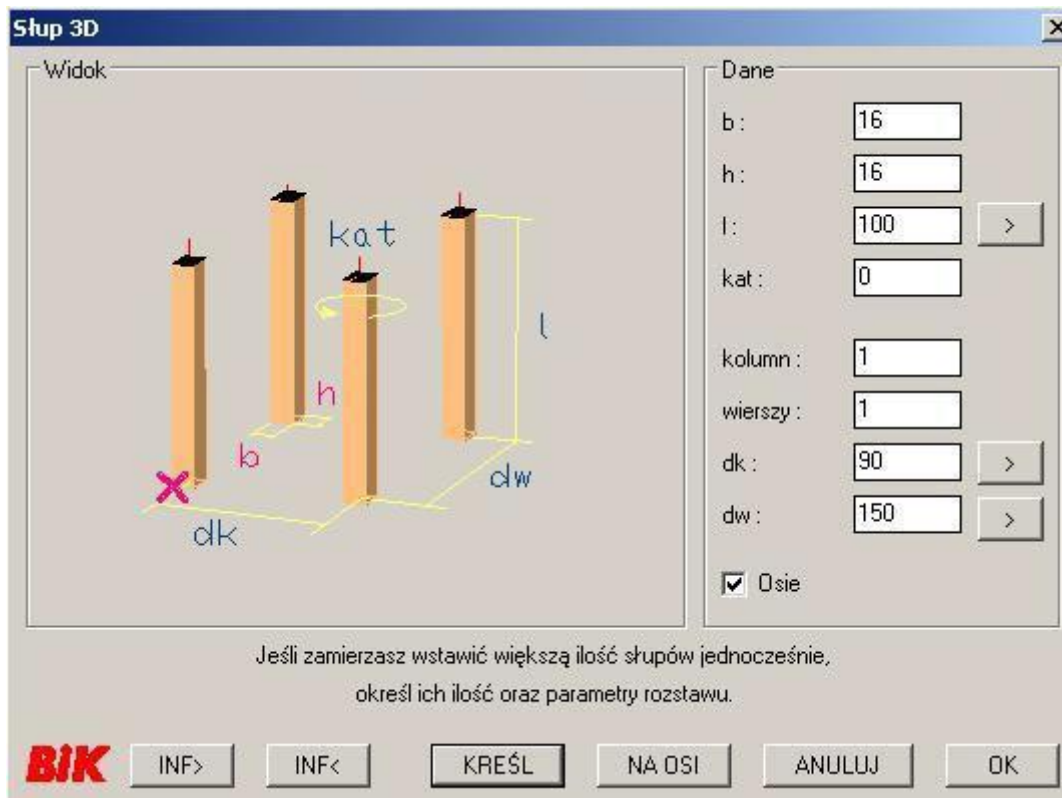 Słup 3D
Widok
kat
l
h
b
dw
dk
Dane
b : 16
h : 16
l : 100 >
kat : 0
kolumn : 1
wierszy : 1
dk : 90 >
dw : 150 >
Osie
Jeśli zamierzasz wstawić większą ilość słupów jednocześnie,
określ ich ilość oraz parametry rozstawu.
BiK INF> INF< KREŚL NA OSI ANULUJ OK